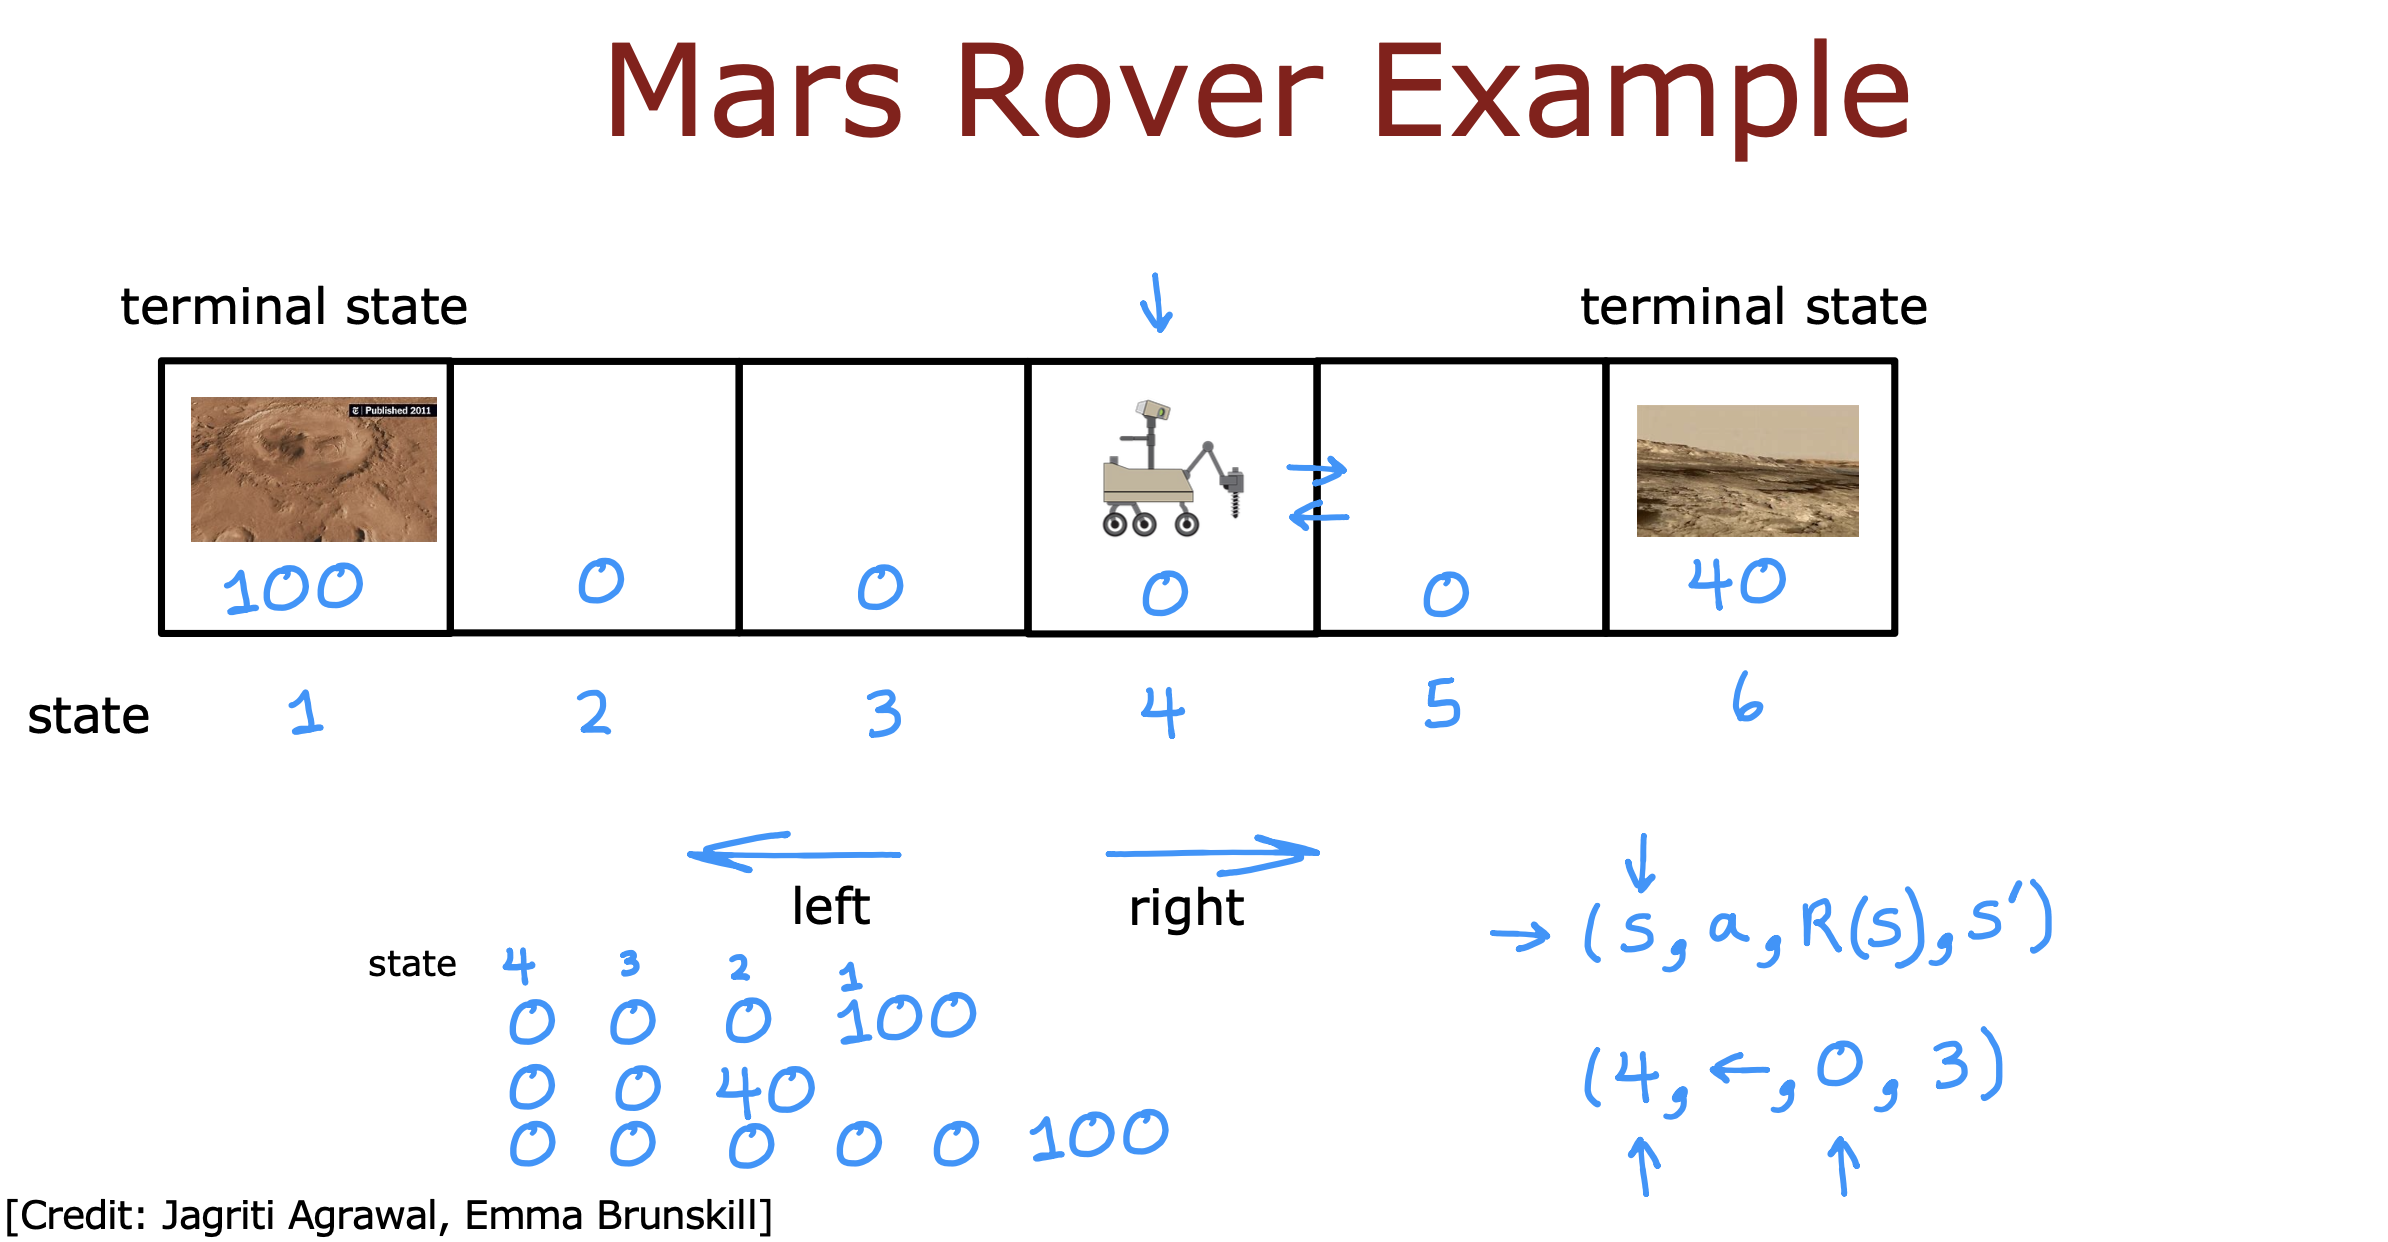 Mars Rover Example
terminal state terminal state
Published 2011
100 0 0 0 0 40
state 1 2 3 4 5 6
← →
left right
state 4 3 2 1
0 0 0 100
0 0 40
0 0 0 0 0 100
→ (s, a, R(s), s')
(4, ←, 0, 3)
[Credit: Jagriti Agrawal, Emma Brunskill]